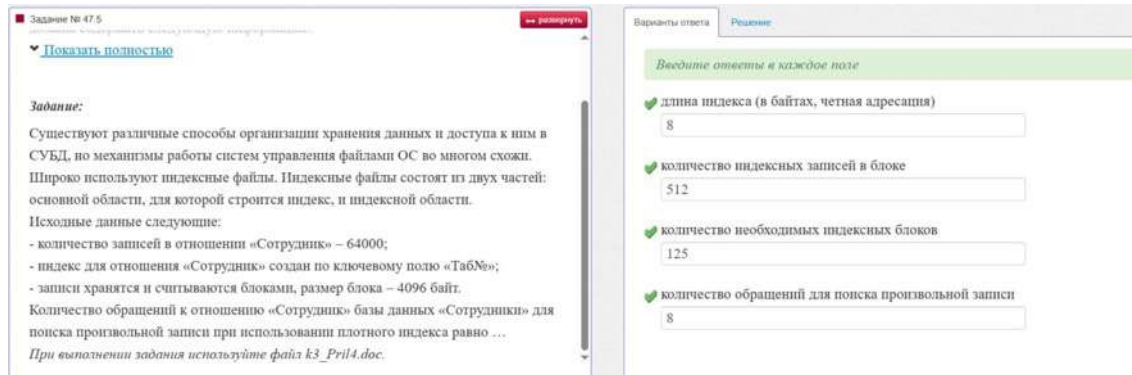 Задание № 47.5
развернуть
Показать полностью
Задание:
Существуют различные способы организации хранения данных и доступа к ним в
СУБД, но механизмы работы систем управления файлами ОС во многом схожи.
Широко используют индексные файлы. Индексные файлы состоят из двух частей:
основной области, для которой строится индекс, и индексной области.
Исходные данные следующие:
- количество записей в отношении «Сотрудник» – 64000;
- индекс для отношения «Сотрудник» создан по ключевому полю «Таб№»;
- записи хранятся и считываются блоками, размер блока – 4096 байт.
Количество обращений к отношению «Сотрудник» базы данных «Сотрудники» для
поиска произвольной записи при использовании плотного индекса равно …
При выполнении задания используйте файл k3_Pril4.doc.
Варианты ответа
Решение
Введите ответы в каждое поле
длина индекса (в байтах, четная адресация)
8
количество индексных записей в блоке
512
количество необходимых индексных блоков
125
количество обращений для поиска произвольной записи
8